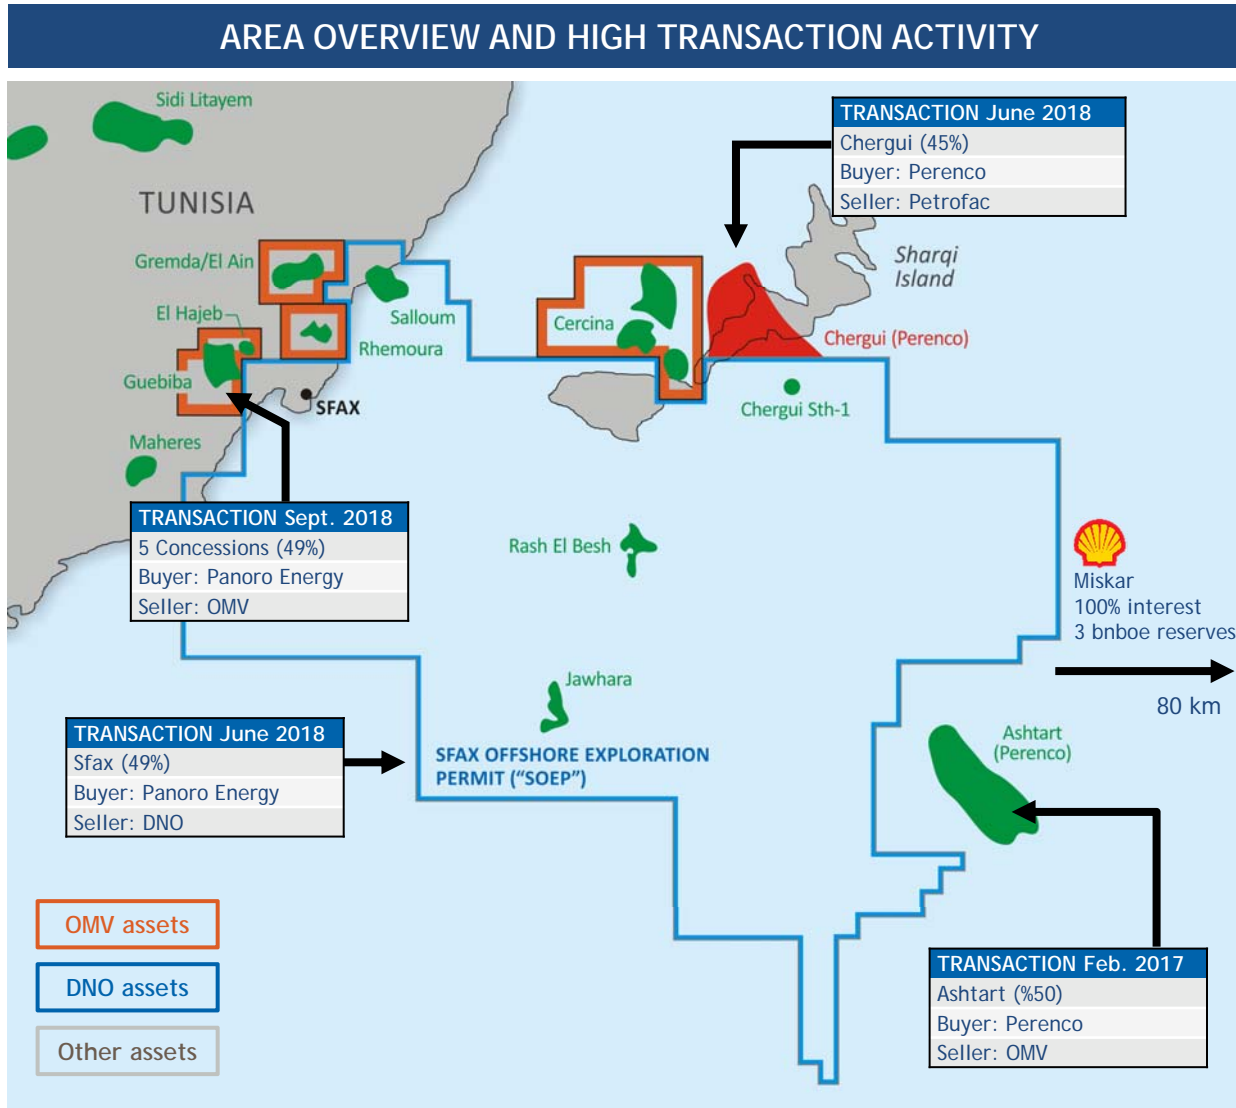 AREA OVERVIEW AND HIGH TRANSACTION ACTIVITY
Sidi Litayem
TUNISIA
Gremda/El Ain
El Hajeb
Guebiba
Maheres
Salloum
Rhemoura
SFAX
Cercina
TRANSACTION June 2018
Chergui (45%)
Buyer: Perenco
Seller: Petrofac
Sharqi
Island
Chergui (Perenco)
Chergui Sth-1
TRANSACTION Sept. 2018
5 Concessions (49%)
Buyer: Panoro Energy
Seller: OMV
Rash El Besh
Miskar
100% interest
3 bnboe reserves
80 km
Jawhara
TRANSACTION June 2018
Sfax (49%)
Buyer: Panoro Energy
Seller: DNO
SFAX OFFSHORE EXPLORATION
PERMIT ("SOEP")
Ashtart
(Perenco)
OMV assets
DNO assets
Other assets
TRANSACTION Feb. 2017
Ashtart (%50)
Buyer: Perenco
Seller: OMV